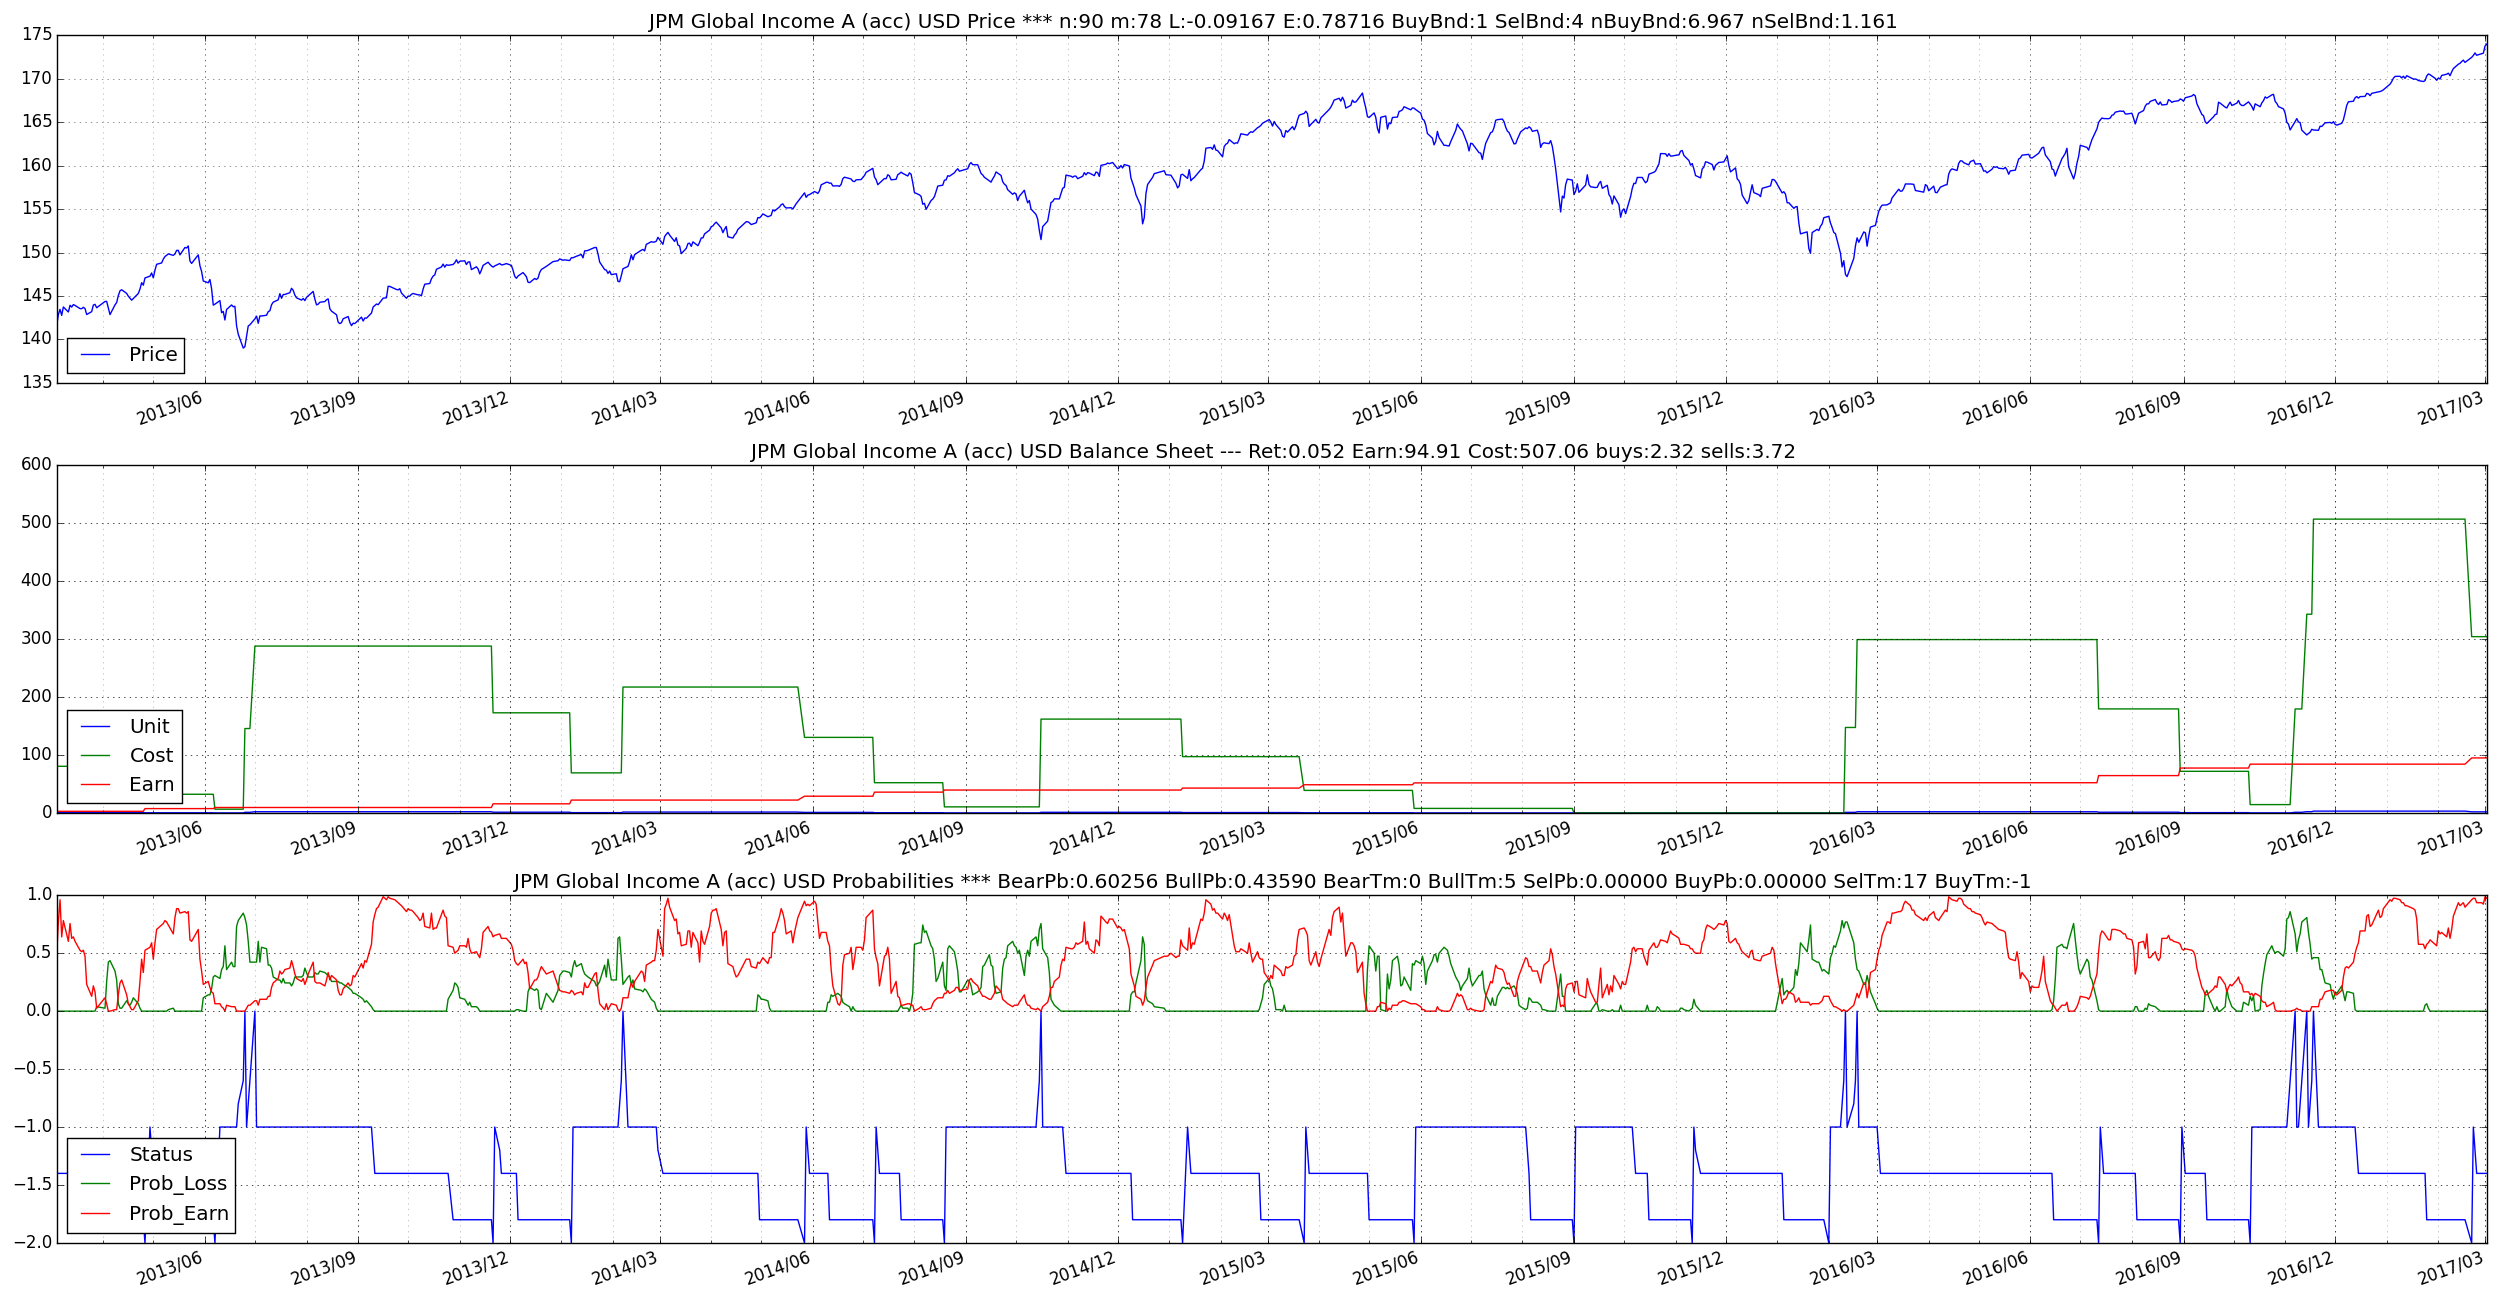 JPM Global Income A (acc) USD Price *** n:90 m:78 L:-0.09167 E:0.78716 BuyBnd:1 SelBnd:4 nBuyBnd:6.967 nSelBnd:1.161
175
170
165
160
155
150
145
140
135
Price
2013/06 2013/09 2013/12 2014/03 2014/06 2014/09 2014/12 2015/03 2015/06 2015/09 2015/12 2016/03 2016/06 2016/09 2016/12 2017/03
JPM Global Income A (acc) USD Balance Sheet --- Ret:0.052 Earn:94.91 Cost:507.06 buys:2.32 sells:3.72
600
500
400
300
200
100
0
Unit
Cost
Earn
2013/06 2013/09 2013/12 2014/03 2014/06 2014/09 2014/12 2015/03 2015/06 2015/09 2015/12 2016/03 2016/06 2016/09 2016/12 2017/03
JPM Global Income A (acc) USD Probabilities *** BearPb:0.60256 BullPb:0.43590 BearTm:0 BullTm:5 SelPb:0.00000 BuyPb:0.00000 SelTm:17 BuyTm:-1
1.0
0.5
0.0
−0.5
−1.0
−1.5
−2.0
Status
Prob_Loss
Prob_Earn
2013/06 2013/09 2013/12 2014/03 2014/06 2014/09 2014/12 2015/03 2015/06 2015/09 2015/12 2016/03 2016/06 2016/09 2016/12 2017/03